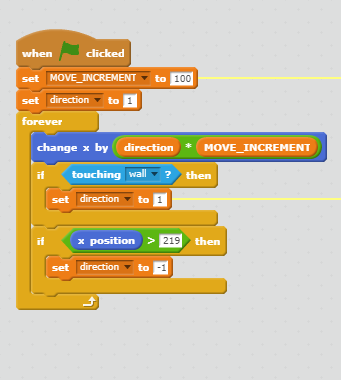 when clicked
set MOVE_INCREMENT to 100
set direction to 1
forever
change x by direction * MOVE_INCREMENT
if touching wall ? then
set direction to 1
if x position > 219 then
set direction to -1